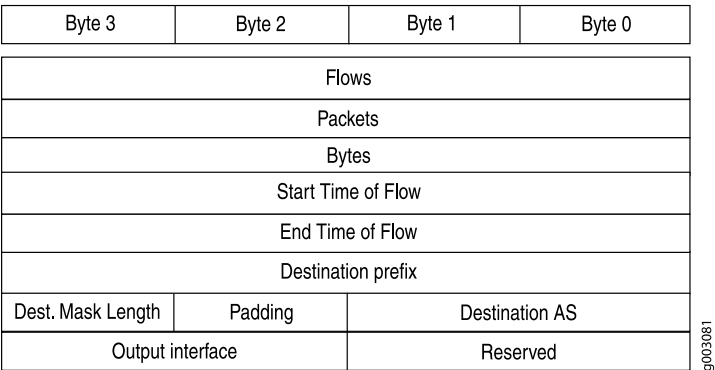 Byte 3 Byte 2 Byte 1 Byte 0
Flows
Packets
Bytes
Start Time of Flow
End Time of Flow
Destination prefix
Dest. Mask Length Padding Destination AS
Output interface Reserved
g003081